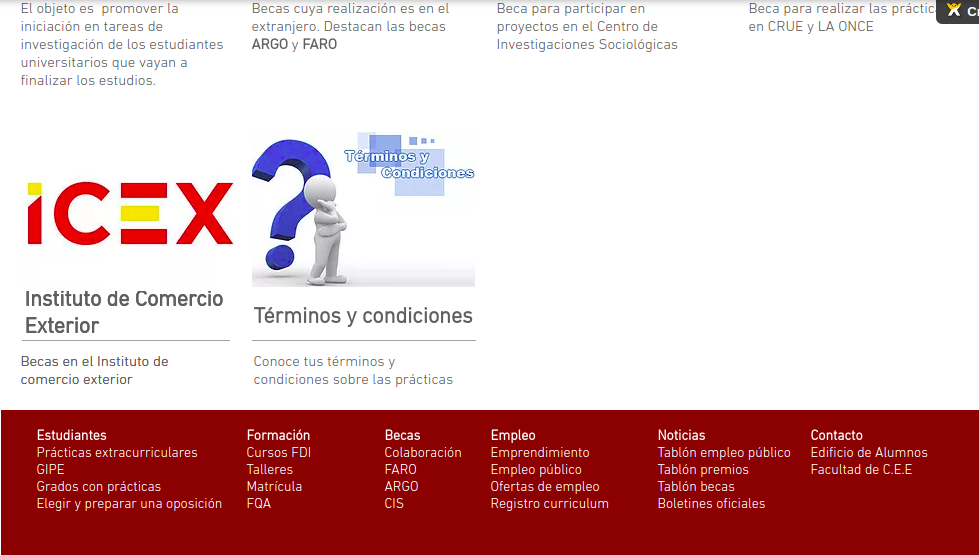 El objeto es promover la
iniciación en tareas de
investigación de los estudiantes
universitarios que vayan a
finalizar los estudios.
Becas cuya realización es en el
extranjero. Destacan las becas
ARGO y FARO
Beca para participar en
proyectos en el Centro de
Investigaciones Sociológicas
Beca para realizar las
en CRUE y LA ONCE
iCEX
Términos y
Condiciones
Instituto de Comercio
Exterior
Becas en el Instituto de
comercio exterior
Términos y condiciones
Conoce tus términos y
condiciones sobre las prácticas
Estudiantes
Prácticas extracurriculares
GIPE
Grados con prácticas
Elegir y preparar una oposición
Formación
Cursos FDI
Talleres
Matrícula
FQA
Becas
Colaboración
FARO
ARGO
CIS
Empleo
Emprendimiento
Empleo público
Ofertas de empleo
Registro curriculum
Noticias
Tablón empleo público
Tablón premios
Tablón becas
Boletines oficiales
Contacto
Edificio de Alumnos
Facultad de C.E.E